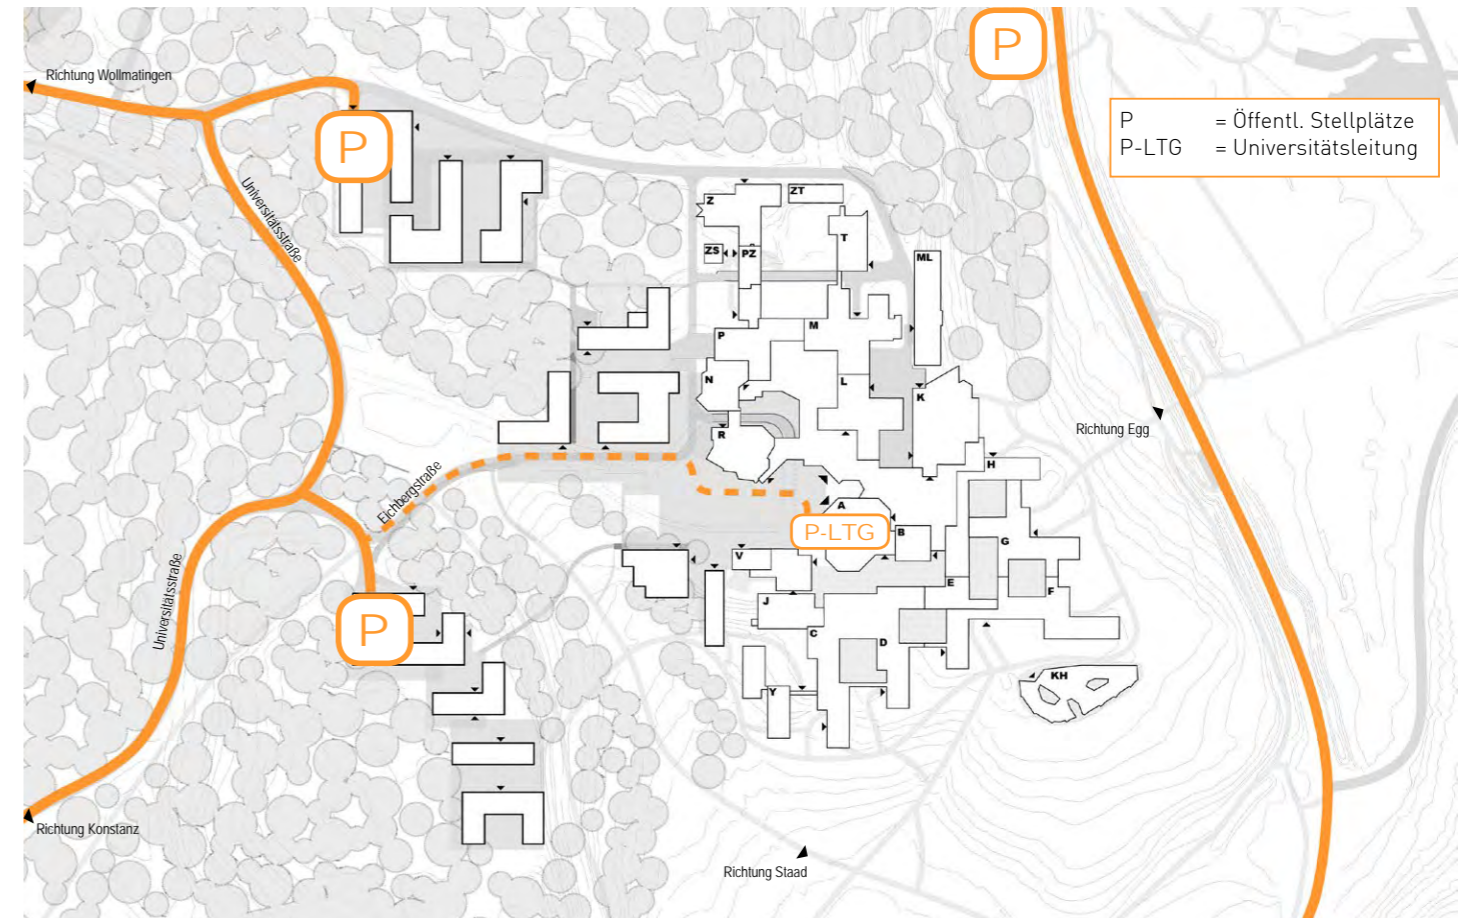 P
Richtung Wollmatingen
P = Öffentl. Stellplätze
P-LTG = Universitätsleitung
P
Universitätsstraße
Z
ZT
T
ZS
PZ
ML
P
M
N
L
K
R
Richtung Egg
H
Eichbergstraße
A
P-LTG
B
G
V
E
F
Universitätsstraße
J
P
C
D
KH
Y
Richtung Konstanz
Richtung Staad